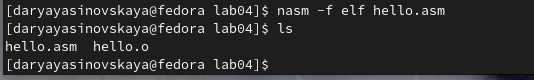 [daryayasinovskaya@fedora lab04]$ nasm -f elf hello.asm
[daryayasinovskaya@fedora lab04]$ ls
hello.asm  hello.o
[daryayasinovskaya@fedora lab04]$